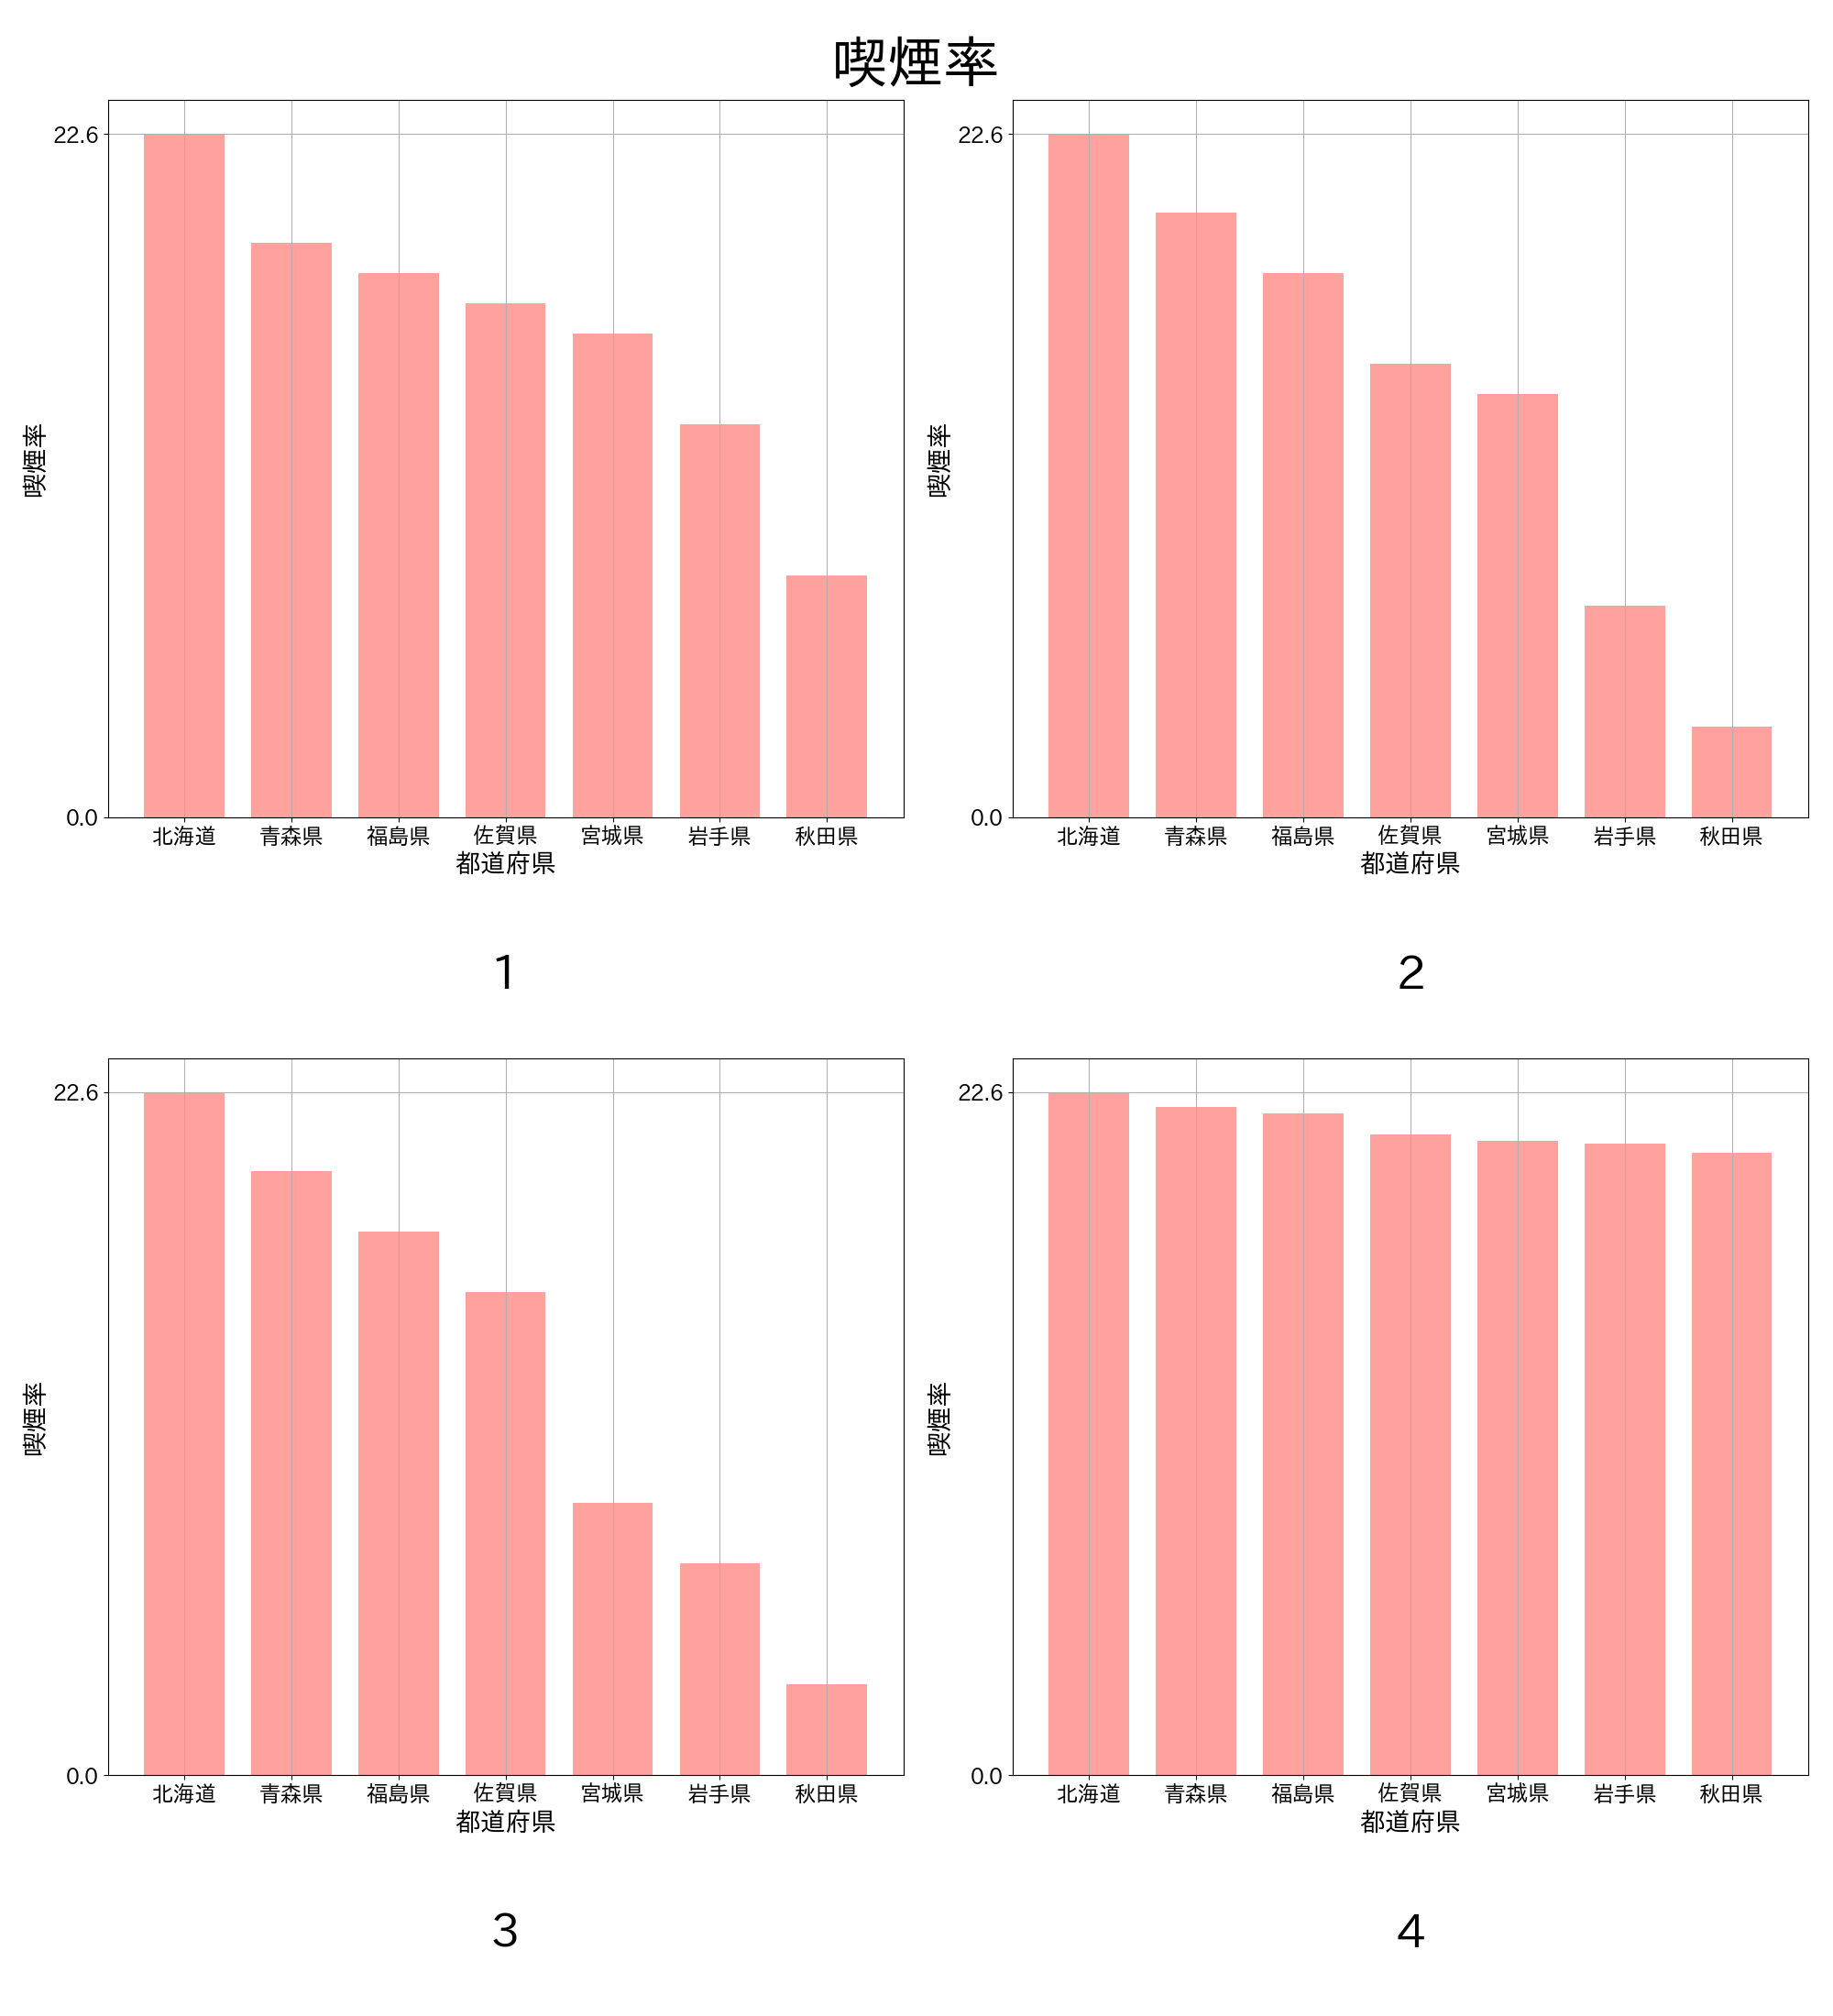 喫煙率
22.6
喫煙率
0.0
北海道 青森県 福島県 佐賀県 宮城県 岩手県 秋田県
都道府県
1
22.6
喫煙率
0.0
北海道 青森県 福島県 佐賀県 宮城県 岩手県 秋田県
都道府県
2
22.6
喫煙率
0.0
北海道 青森県 福島県 佐賀県 宮城県 岩手県 秋田県
都道府県
3
22.6
喫煙率
0.0
北海道 青森県 福島県 佐賀県 宮城県 岩手県 秋田県
都道府県
4